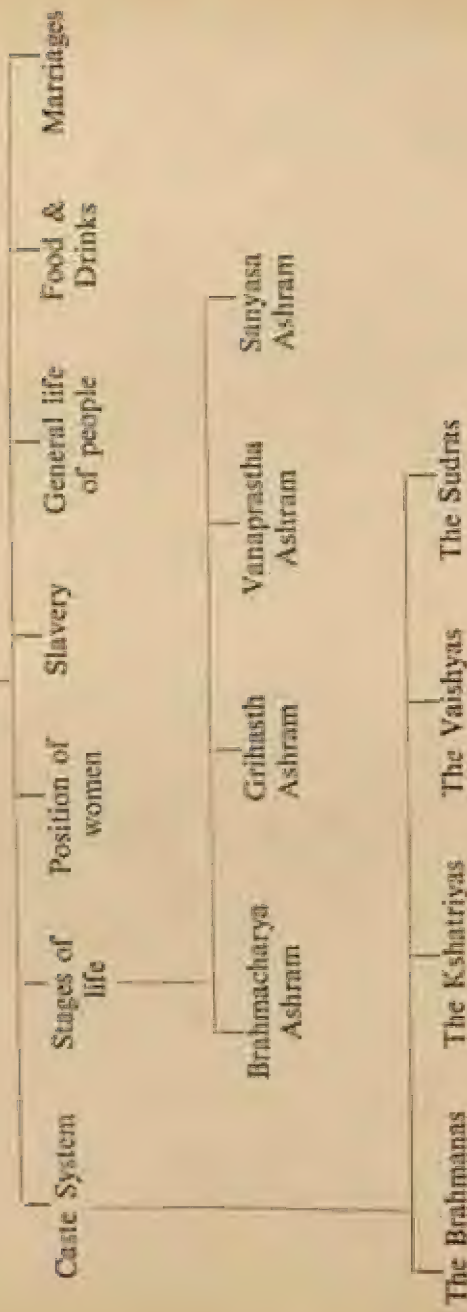 Caste System
Stages of
life
Position of
women
Slavery
General life
of people
Food &
Drinks
Marriages
Brahmacharya
Ashram
Grihasth
Ashram
Vanaprastha
Ashram
Sanyasa
Ashram
The Brahmanas
The Kshatriyas
The Vaishyas
The Sudras